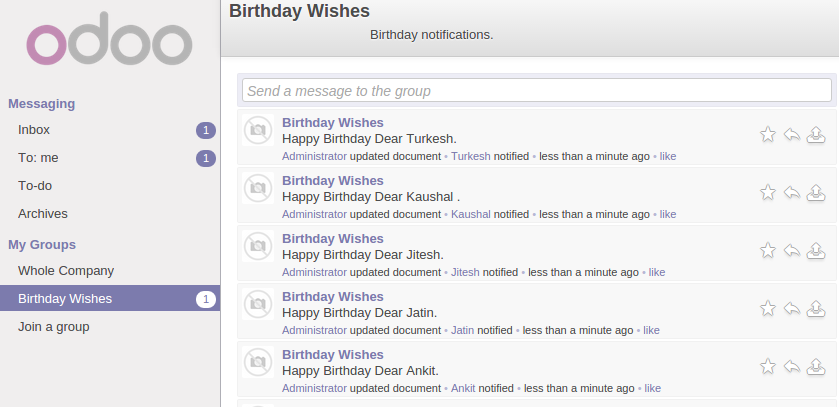 odoo
Messaging
Inbox 1
To: me 1
To-do
Archives
My Groups
Whole Company
Birthday Wishes 1
Join a group
Birthday Wishes
Birthday notifications.
Send a message to the group
Birthday Wishes
Happy Birthday Dear Turkesh.
Administrator updated document • Turkesh notified • less than a minute ago • like
Birthday Wishes
Happy Birthday Dear Kaushal .
Administrator updated document • Kaushal notified • less than a minute ago • like
Birthday Wishes
Happy Birthday Dear Jitesh.
Administrator updated document • Jitesh notified • less than a minute ago • like
Birthday Wishes
Happy Birthday Dear Jatin.
Administrator updated document • Jatin notified • less than a minute ago • like
Birthday Wishes
Happy Birthday Dear Ankit.
Administrator updated document • Ankit notified • less than a minute ago • like